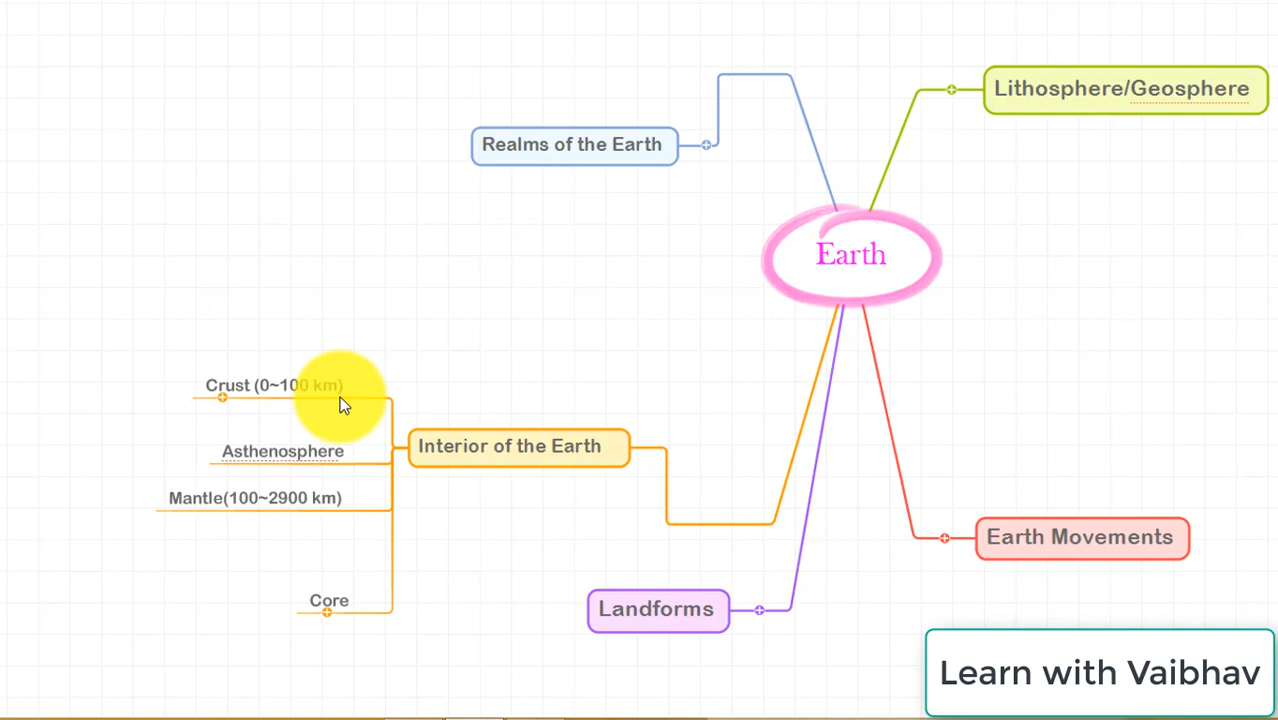 Lithosphere/Geosphere
Realms of the Earth
Earth
Crust (0~100 km)
Interior of the Earth
Asthenosphere
Mantle(100~2900 km)
Earth Movements
Core
Landforms
Learn with Vaibhav